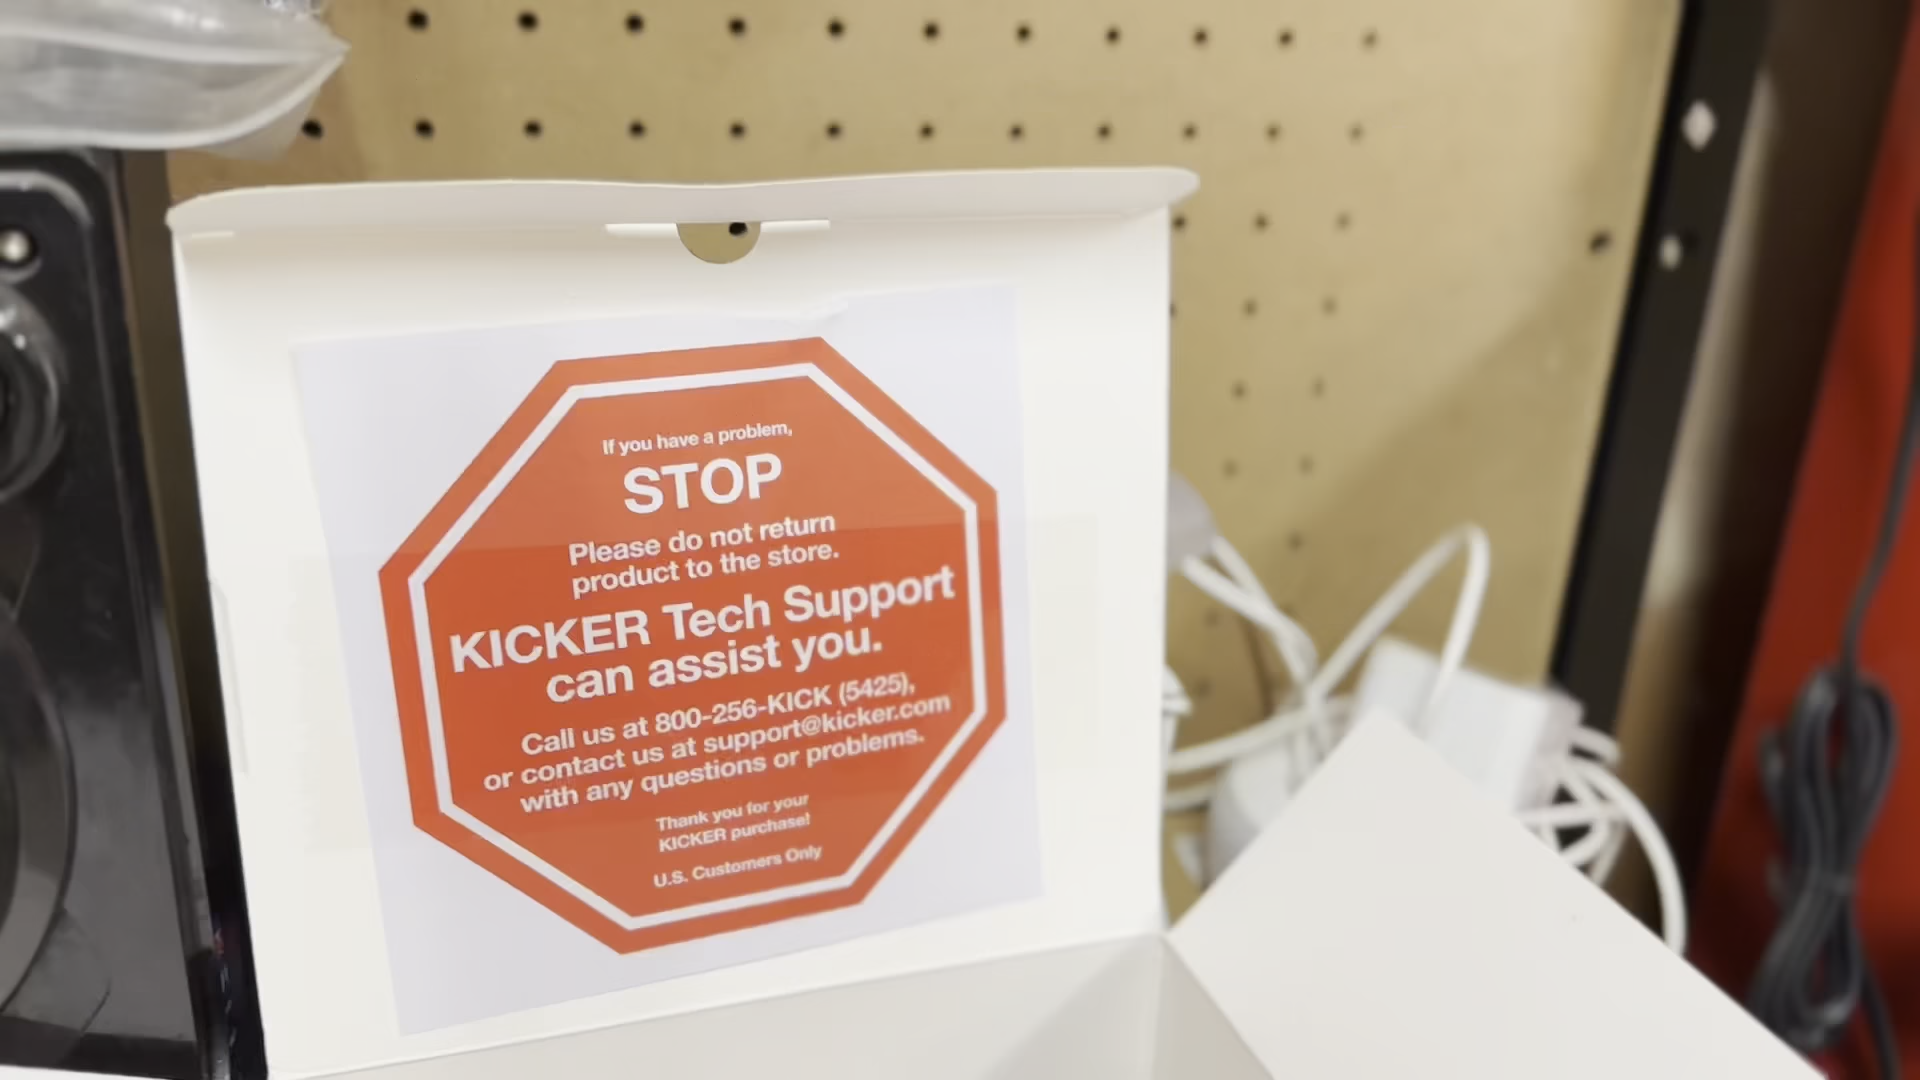 If you have a problem,
STOP
Please do not return
product to the store.
KICKER Tech Support
can assist you.
Call us at 800-256-KICK (5425),
or contact us at support@kicker.com
with any questions or problems.
Thank you for your
KICKER purchase!
U.S. Customers Only